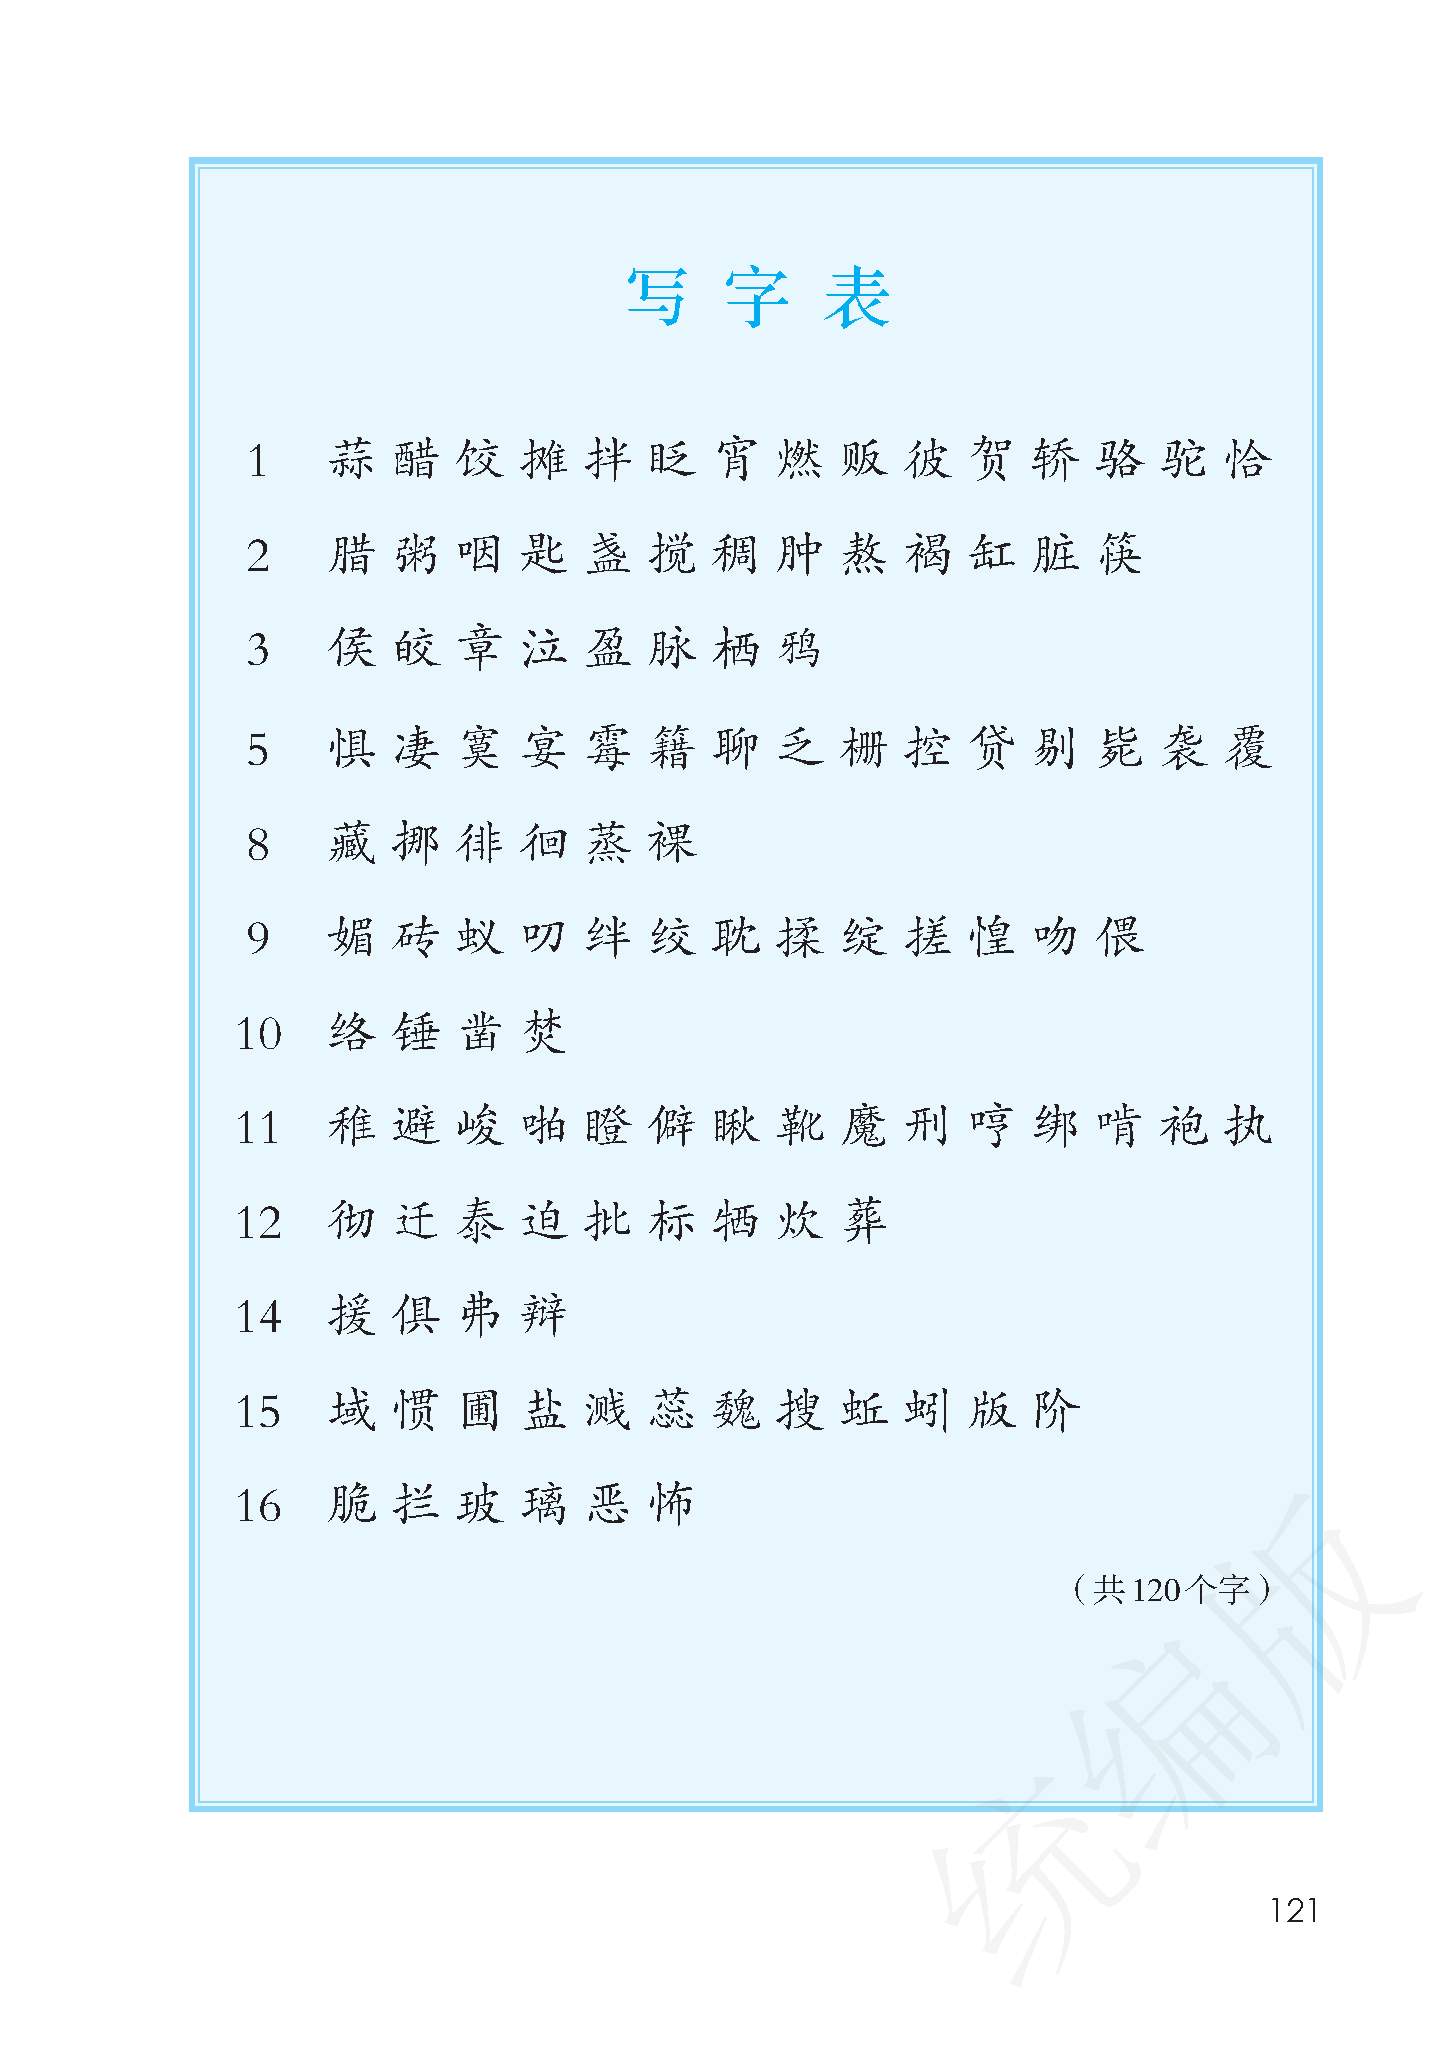 写 字 表
1 蒜 醋 饺 摊 拌 眨 宵 燃 贩 彼 贺 轿 骆 驼 恰
2 腊 粥 咽 匙 盏 搅 稠 肿 熬 褐 缸 脏 筷
3 侯 皎 章 泣 盈 脉 栖 鸦
5 惧 凄 寞 宴 霉 籍 聊 乏 栅 控 贷 剔 毙 袭 覆
8 藏 挪 徘 徊 蒸 裸
9 媚 砖 蚁 叨 绊 绞 耽 揉 绽 搓 惶 吻 偎
10 络 锤 凿 焚
11 稚 避 峻 啪 瞪 僻 瞅 靴 魔 刑 哼 绑 啃 袍 执
12 彻 迁 泰 迫 批 标 牺 炊 葬
14 援 俱 弗 辩
15 域 惯 圃 盐 溅 蕊 魏 搜 蚯 蚓 版 阶
16 脆 拦 玻 璃 恶 怖
（共120个字）
统编版
121